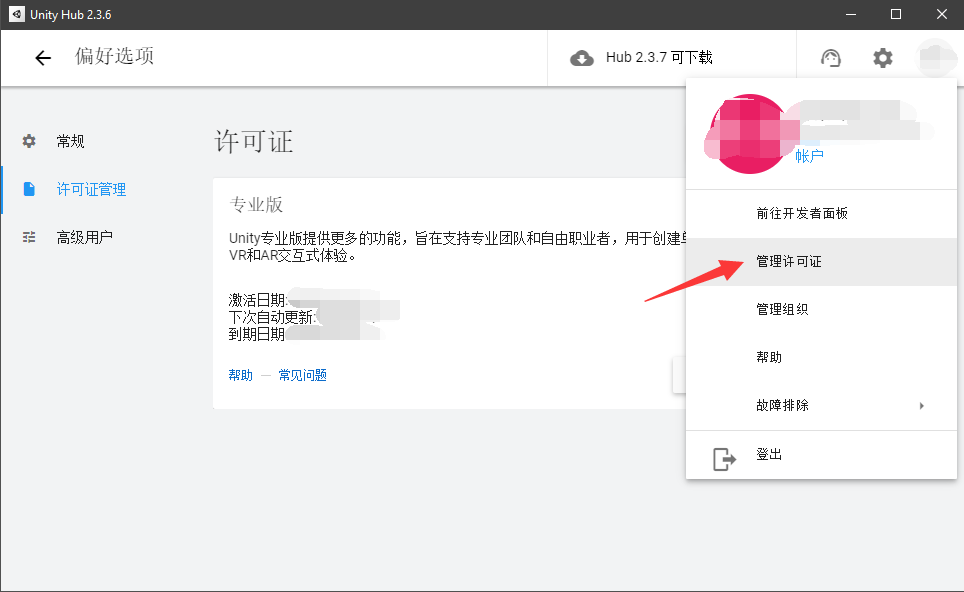 Unity Hub 2.3.6
偏好选项
Hub 2.3.7 可下载
常规
许可证管理
高级用户
许可证
专业版
Unity专业版提供更多的功能，旨在支持专业团队和自由职业者，用于创建
VR和AR交互式体验。
激活日期:
下次自动更新:
到期日期
帮助 — 常见问题
帐户
前往开发者面板
管理许可证
管理组织
帮助
故障排除
登出